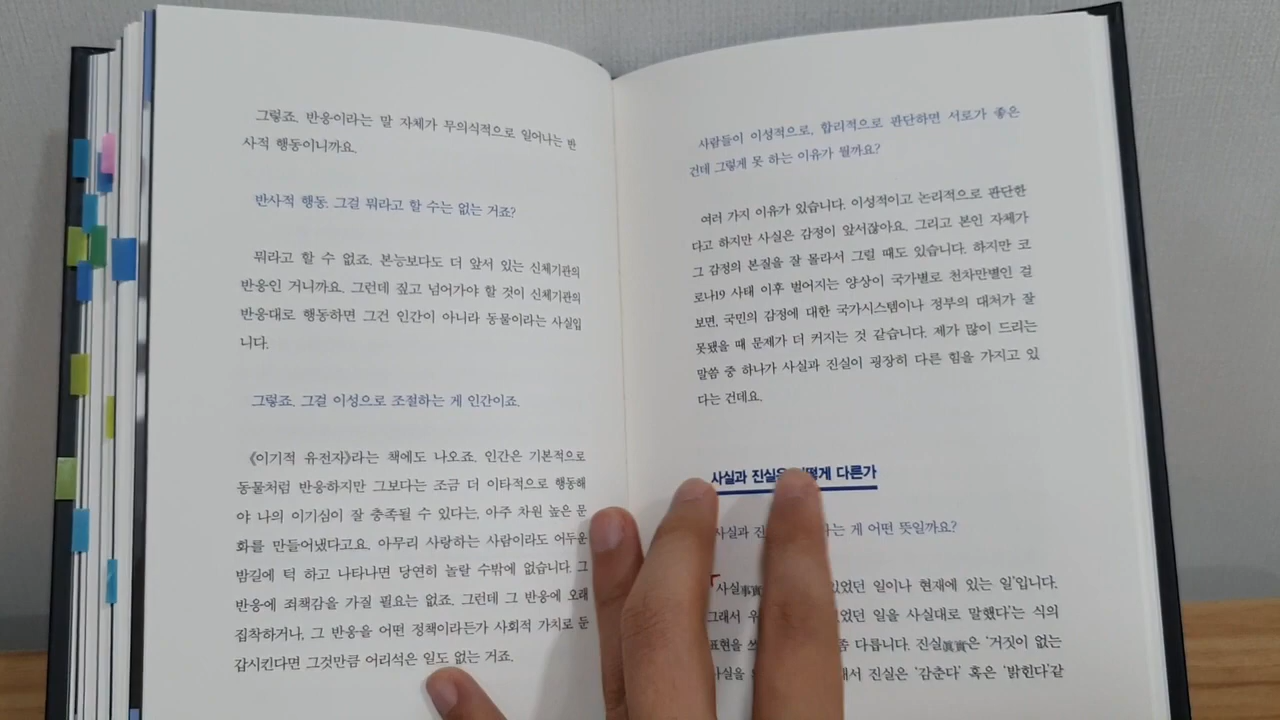 그렇죠. 반응이라는 말 자체가 무의식적으로 일어나는 반
사적 행동이니까요.
반사적 행동. 그걸 뭐라고 할 수는 없는 거죠?
뭐라고 할 수 없죠. 본능보다도 더 앞서 있는 신체기관의
반응인 거니까요. 그런데 짚고 넘어가야 할 것이 신체기관의
반응대로 행동하면 그건 인간이 아니라 동물이라는 사실입
니다.
그렇죠. 그걸 이성으로 조절하는 게 인간이죠.
《이기적 유전자》라는 책에도 나오죠. 인간은 기본적으로
동물처럼 반응하지만 그보다는 조금 더 이타적으로 행동해
야 나의 이기심이 잘 충족될 수 있다는, 아주 차원 높은 문
화를 만들어냈다고요. 아무리 사랑하는 사람이라도 어두운
밤길에 턱 하고 나타나면 당연히 놀랄 수밖에 없습니다. 그
반응에 죄책감을 가질 필요는 없죠. 그런데 그 반응에 오래
집착하거나, 그 반응을 어떤 정책이라든가 사회적 가치로 둔
갑시킨다면 그것만큼 어리석은 일도 없는 거죠.
사람들이 이성적으로, 합리적으로 판단하면 서로가 좋은
건데 그렇게 못 하는 이유가 뭘까요?
여러 가지 이유가 있습니다. 이성적이고 논리적으로 판단한
다고 하지만 사실은 감정이 앞서잖아요. 그리고 본인 자체가
그 감정의 본질을 잘 몰라서 그럴 때도 있습니다. 하지만 코
로나19 사태 이후 벌어지는 양상이 국가별로 천차만별인 걸
보면, 국민의 감정에 대한 국가시스템이나 정부의 대처가 잘
못됐을 때 문제가 더 커지는 것 같습니다. 제가 많이 드리는
말씀 중 하나가 사실과 진실이 굉장히 다른 힘을 가지고 있
다는 건데요.
사실과 진실은 어떻게 다른가
사실과 게 어떤 뜻일까요?
사실事實 있었던 일이나 현재에 있는 일'입니다.
그래서 있었던 일을 사실대로 말했다'는 식의
표현을 다릅니다. 진실眞實은 '거짓이 없는
사실을 진실은 '감춘다' 혹은 '밝힌다'같